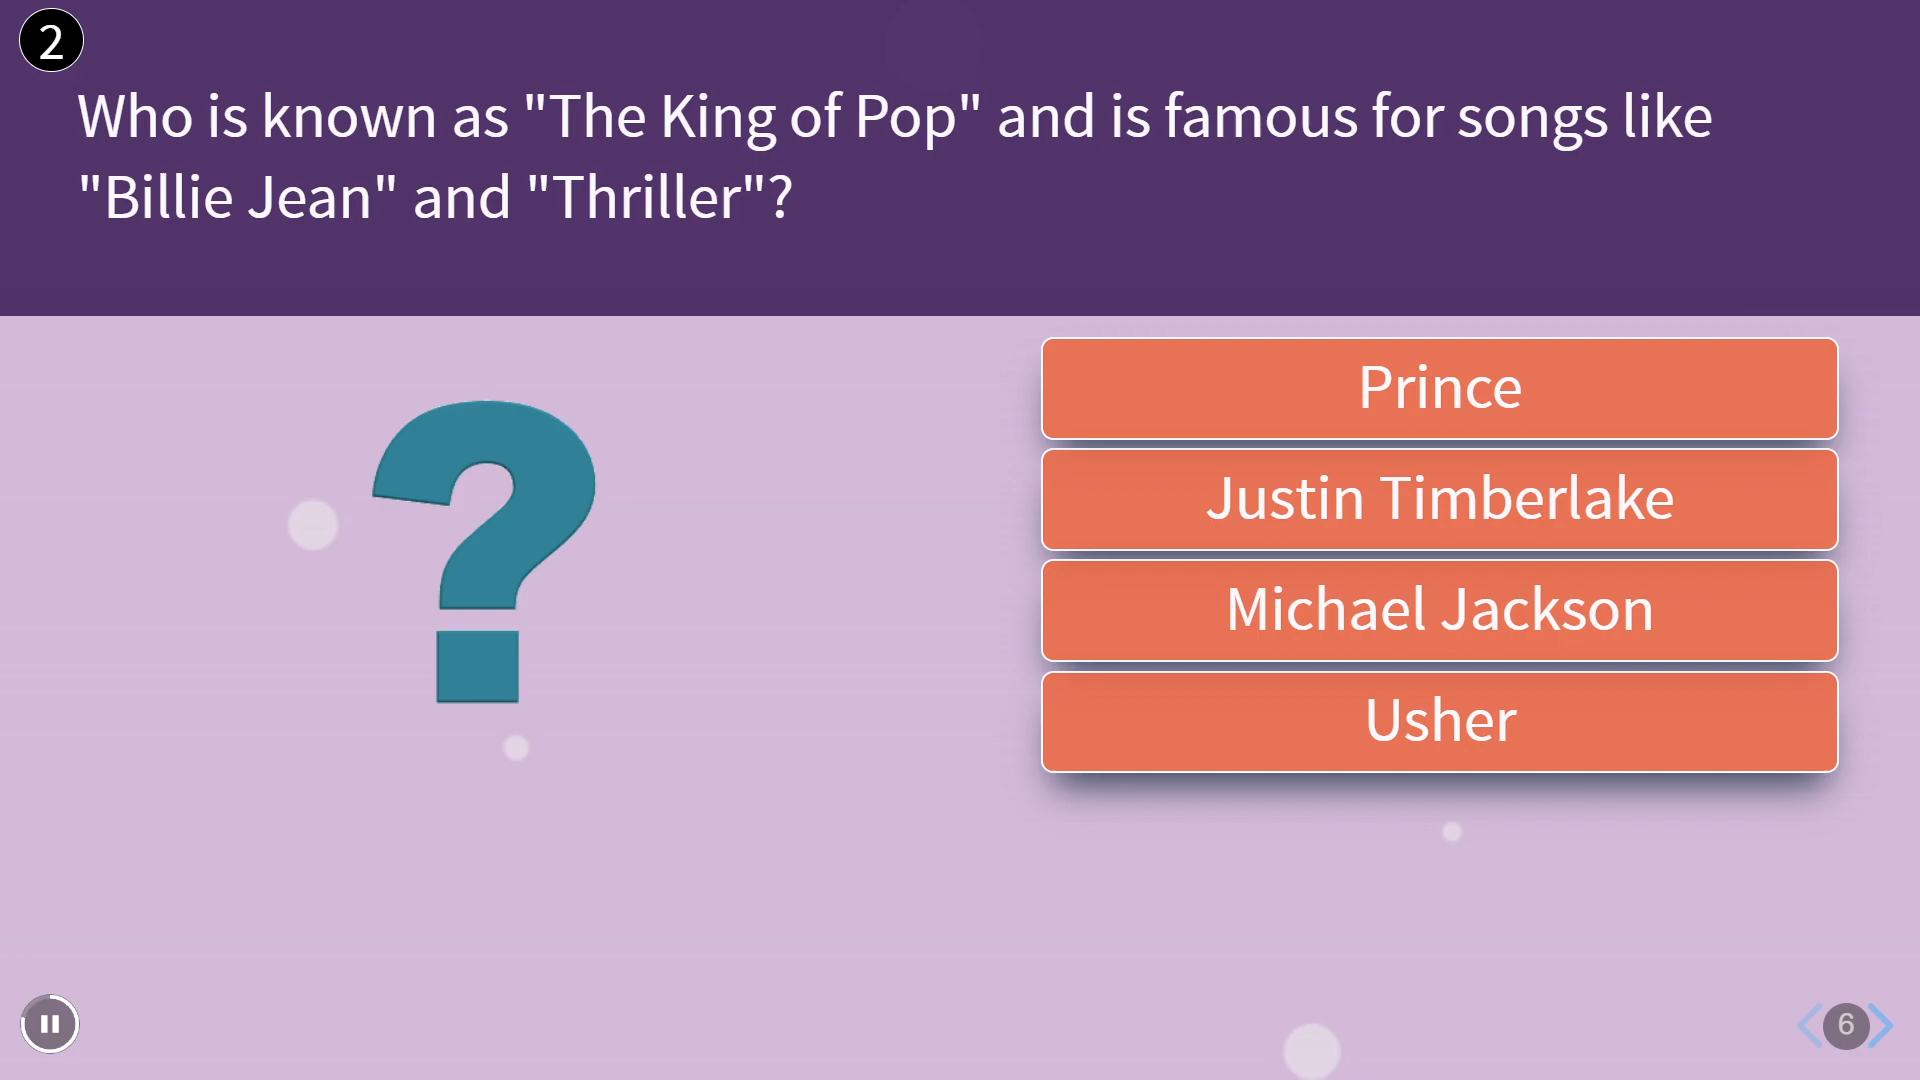 2
Who is known as "The King of Pop" and is famous for songs like
"Billie Jean" and "Thriller"?
Prince
Justin Timberlake
Michael Jackson
Usher
6